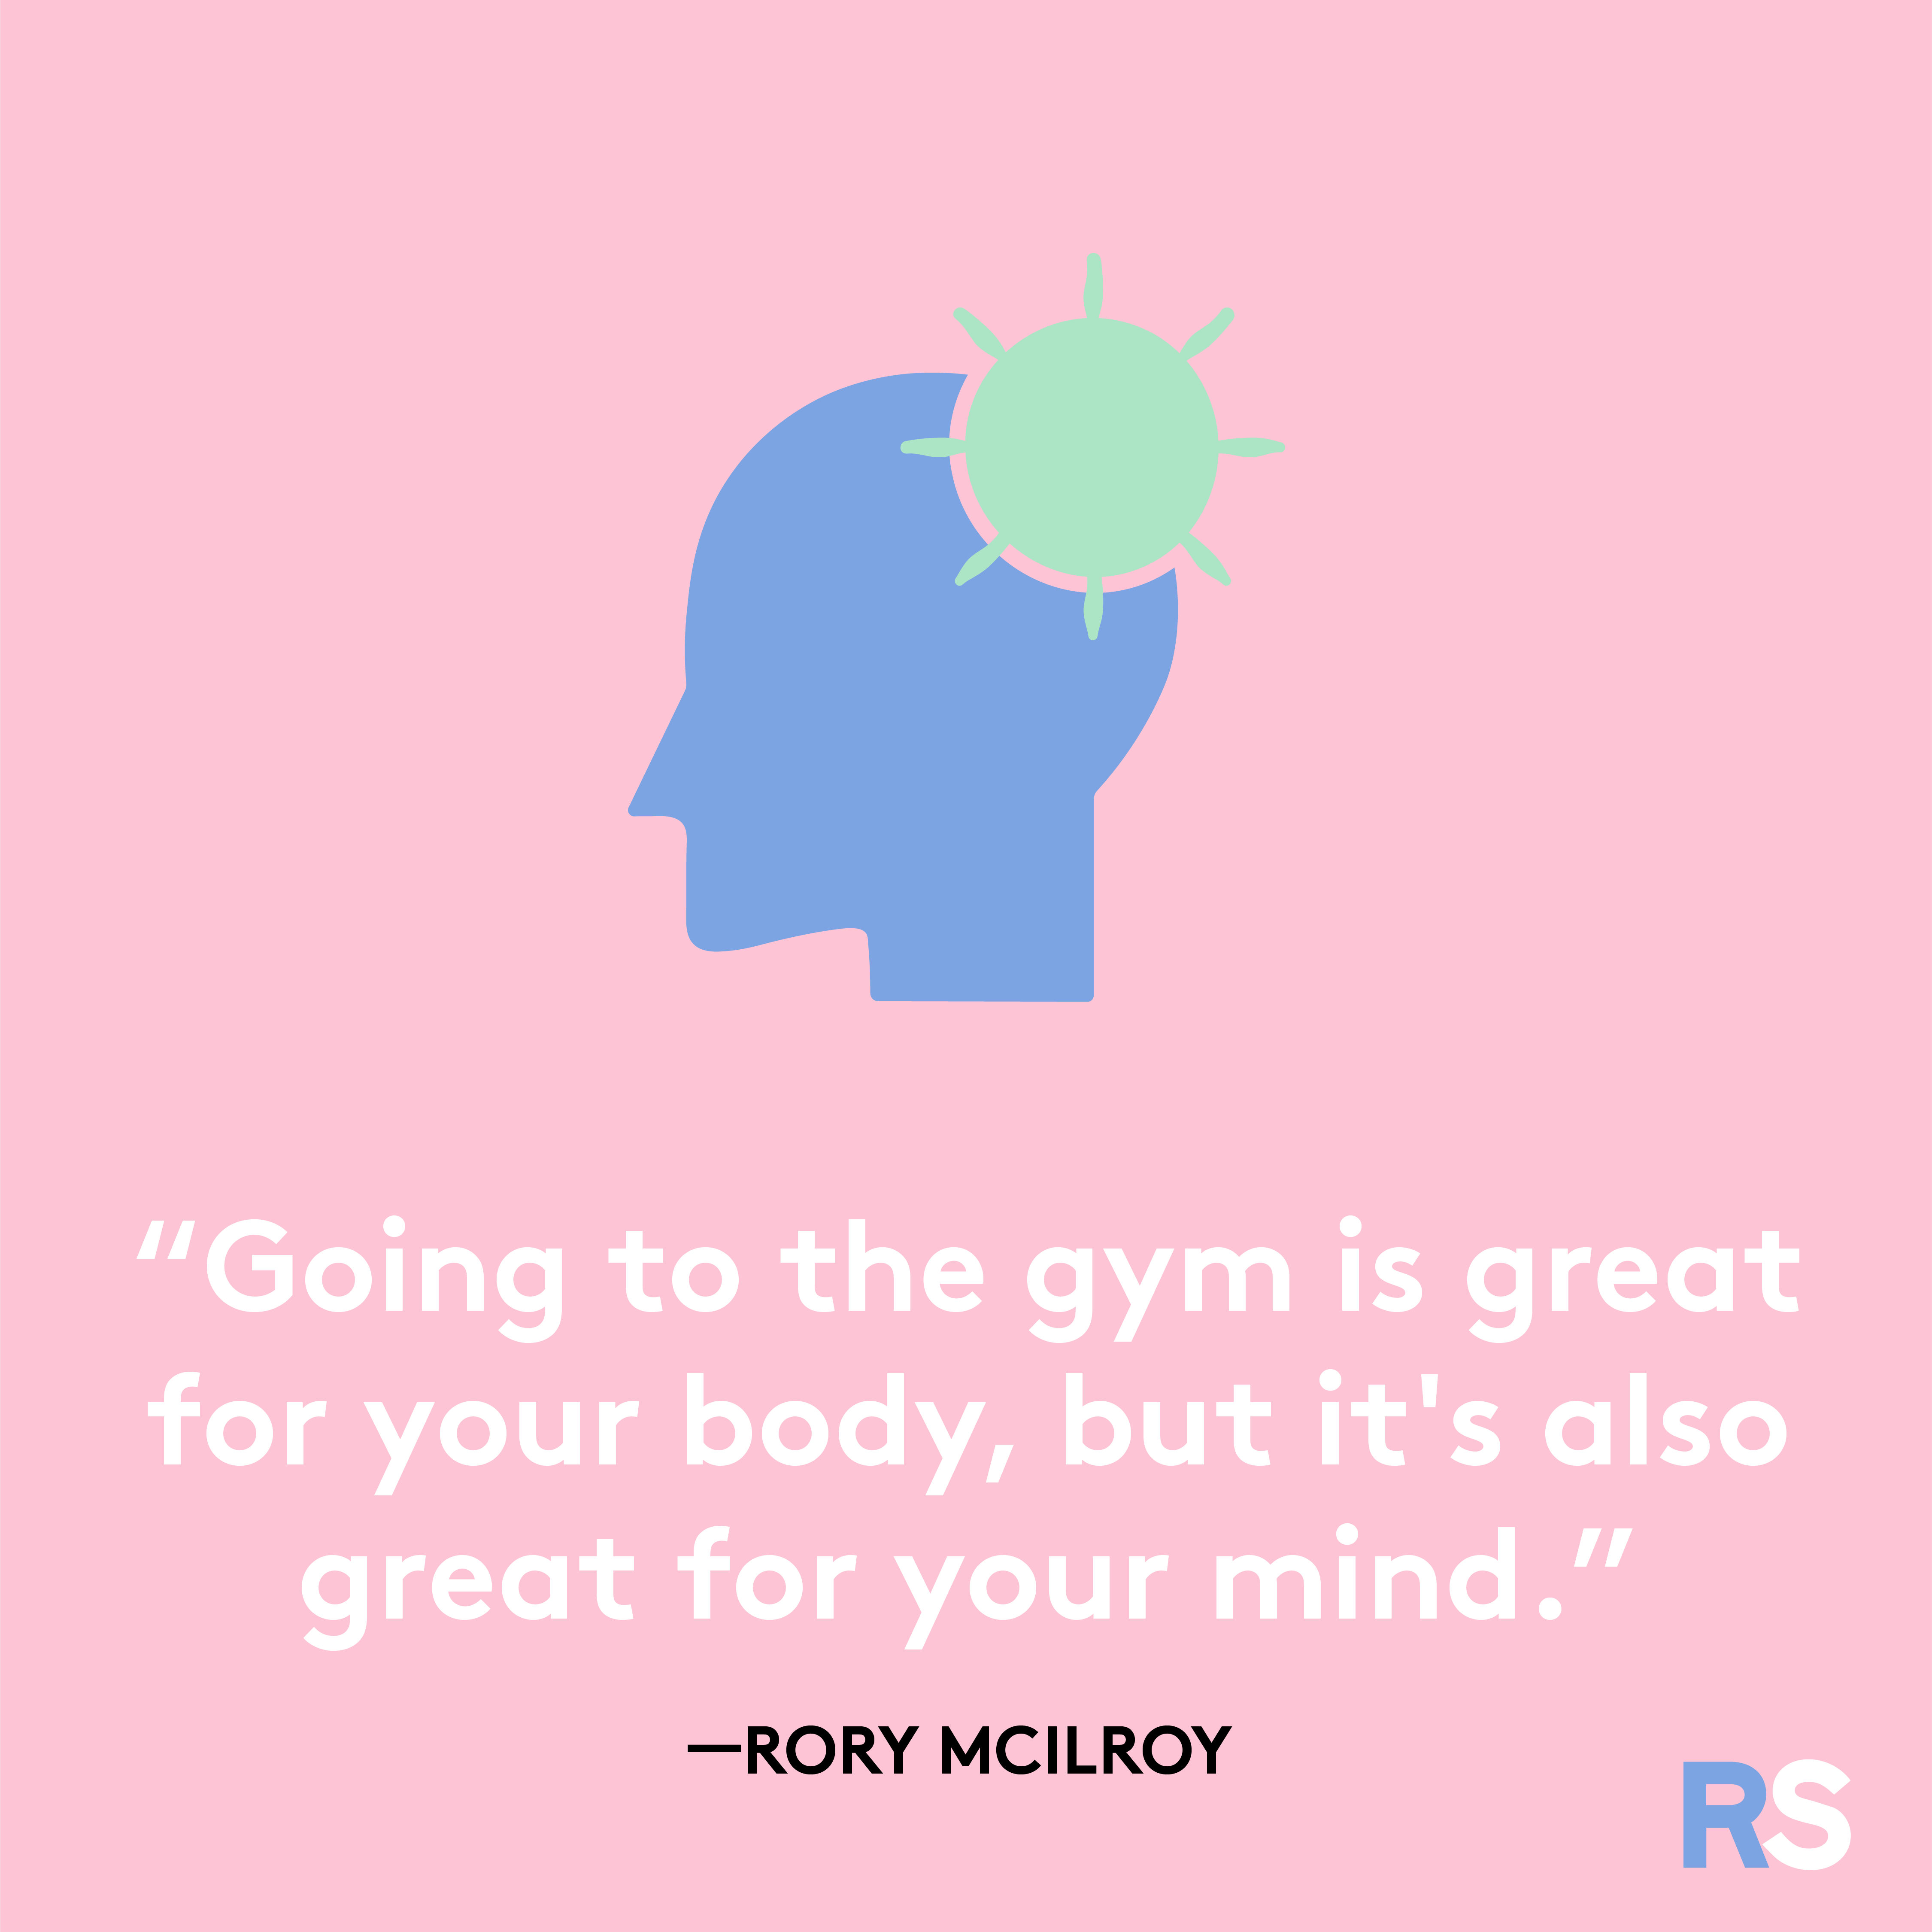 “Going to the gym is great
for your body, but it's also
great for your mind.”
—RORY MCILROY
RS